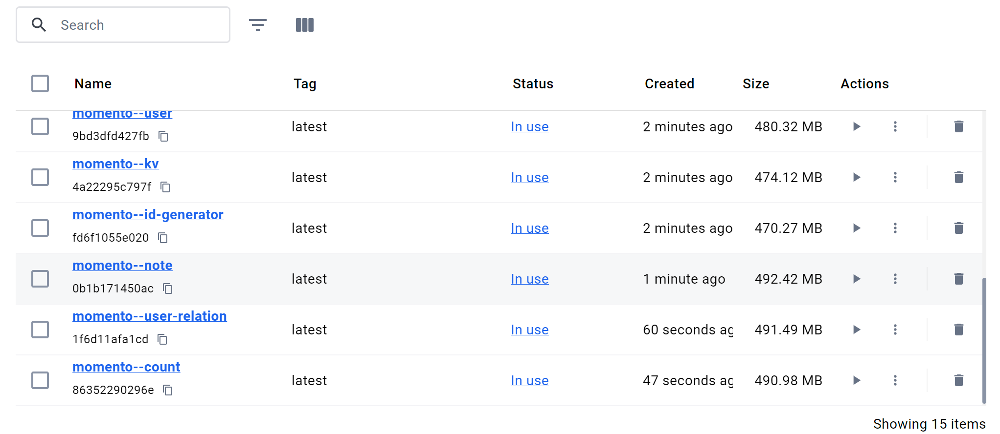 Search
Name Tag Status Created Size Actions
momento--user
9bd3dfd427fb
latest In use 2 minutes ago 480.32 MB
momento--kv
4a22295c797f
latest In use 2 minutes ago 474.12 MB
momento--id-generator
fd6f1055e020
latest In use 2 minutes ago 470.27 MB
momento--note
0b1b171450ac
latest In use 1 minute ago 492.42 MB
momento--user-relation
1f6d11afa1cd
latest In use 60 seconds ag 491.49 MB
momento--count
86352290296e
latest In use 47 seconds ag 490.98 MB
Showing 15 items